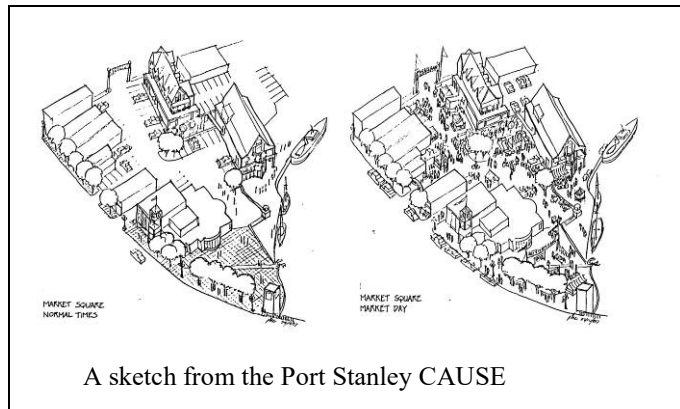 MARKET SQUARE
NORMAL TIMES
MARKET SQUARE
MARKET DAY
A sketch from the Port Stanley CAUSE